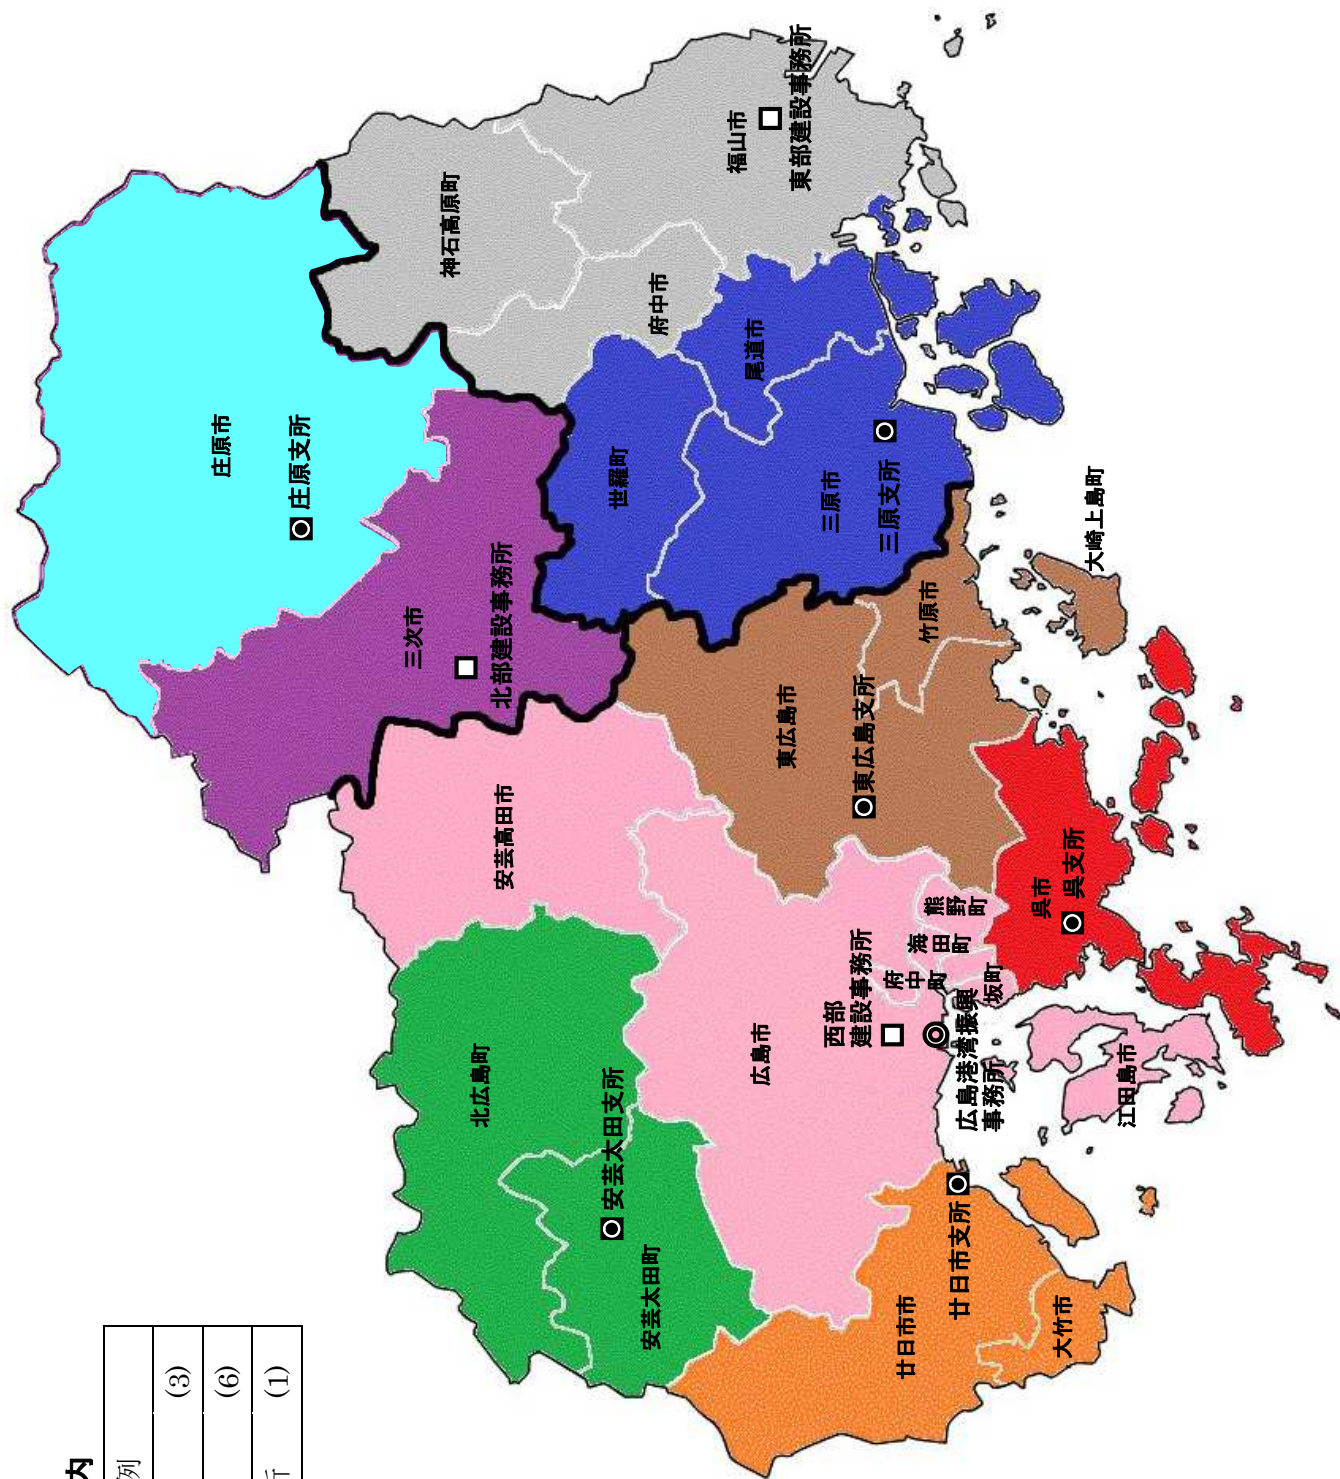 内
例
(3)
(6)
所 (1)
庄原市
庄原支所
三次市
北部建設事務所
神石高原町
府中市
福山市
東部建設事務所
世羅町
尾道市
三原市
三原支所
安芸高田市
東広島市
東広島支所
竹原市
大崎上島町
北広島町
安芸太田支所
安芸太田町
広島市
西部
建設事務所
府中
町
海田
町
熊野
町
坂町
広島港湾振興
事務所
呉市
呉支所
江田島市
廿日市市
廿日市支所
大竹市